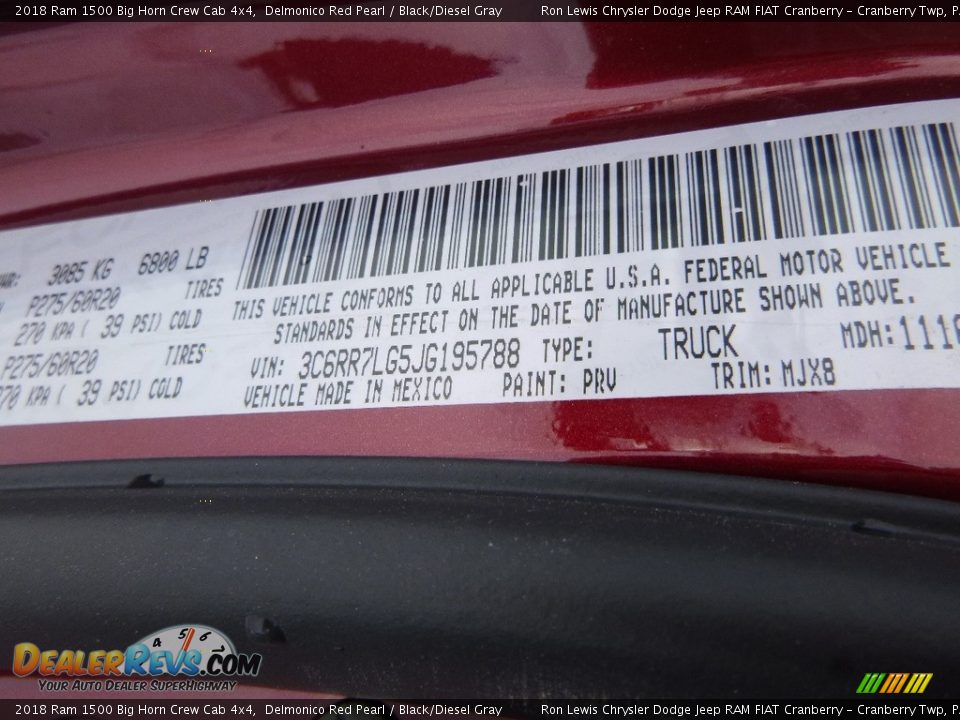 2018 Ram 1500 Big Horn Crew Cab 4x4, Delmonico Red Pearl / Black/Diesel Gray Ron Lewis Chrysler Dodge Jeep RAM FIAT Cranberry - Cranberry Twp, P
3085 KG 6800 LB
P275/60R20 TIRES
270 KPA ( 39 PSI) COLD
P275/60R20 TIRES
270 KPA ( 39 PSI) COLD
THIS VEHICLE CONFORMS TO ALL APPLICABLE U.S.A. FEDERAL MOTOR VEHICLE
STANDARDS IN EFFECT ON THE DATE OF MANUFACTURE SHOWN ABOVE.
VIN: 3C6RR7LG5JG195788 TYPE: TRUCK MDH:1116
VEHICLE MADE IN MEXICO PAINT: PRV TRIM: MJX8
4 5 6
DEALERREVS.COM
YOUR AUTO DEALER SUPERHIGHWAY
2018 Ram 1500 Big Horn Crew Cab 4x4, Delmonico Red Pearl / Black/Diesel Gray Ron Lewis Chrysler Dodge Jeep RAM FIAT Cranberry - Cranberry Twp, P